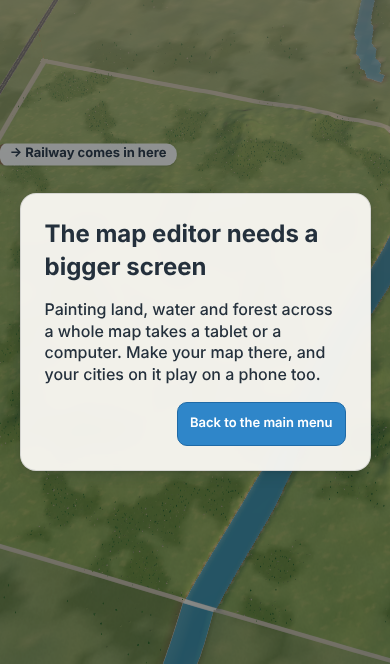 → Railway comes in here
The map editor needs a
bigger screen
Painting land, water and forest across
a whole map takes a tablet or a
computer. Make your map there, and
your cities on it play on a phone too.
Back to the main menu